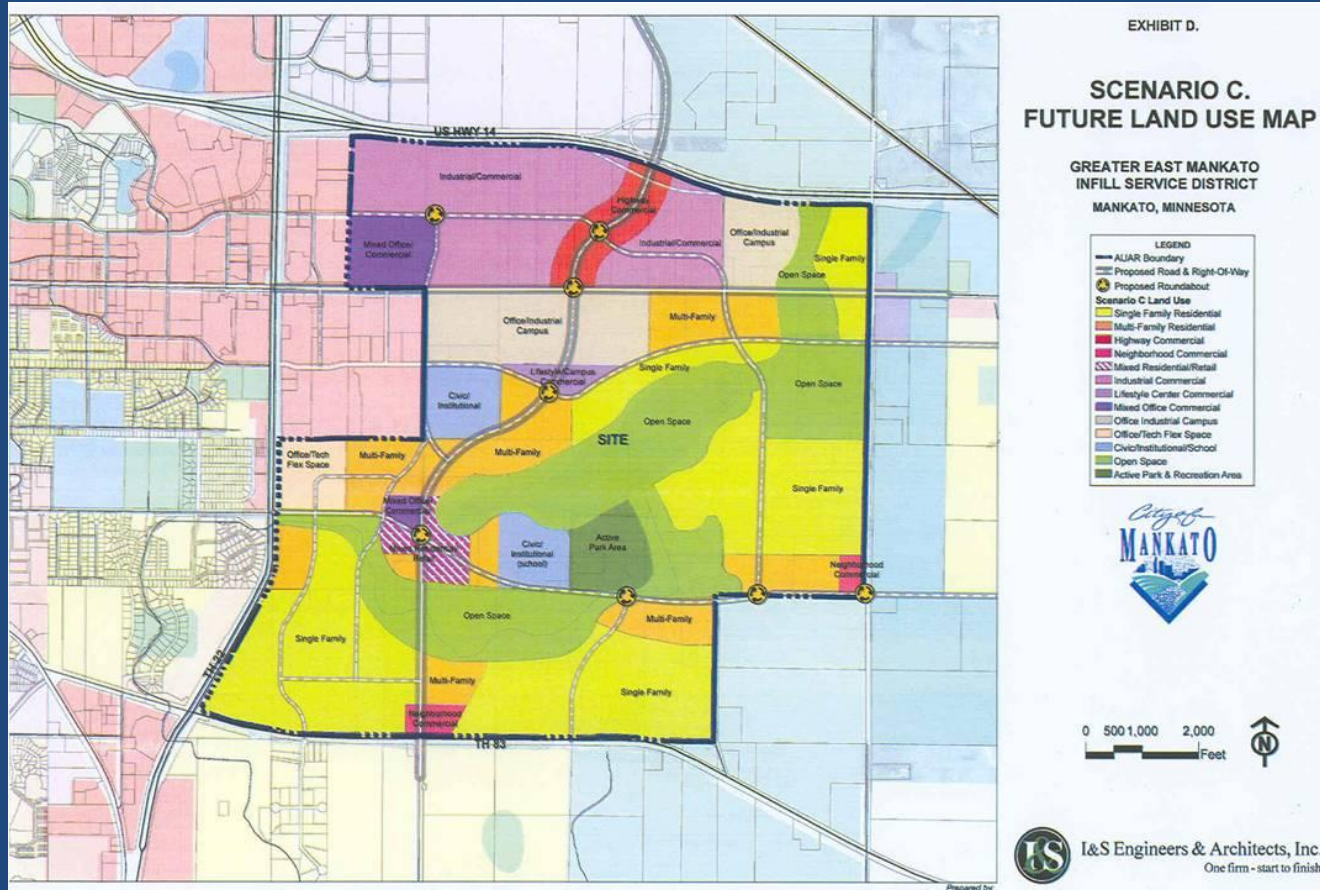 EXHIBIT D.
SCENARIO C.
FUTURE LAND USE MAP
GREATER EAST MANKATO
INFILL SERVICE DISTRICT
MANKATO, MINNESOTA
LEGEND
AUAR Boundary
Proposed Road & Right-Of-Way
Proposed Roundabout
Scenario C Land Use
Single Family Residential
Multi-Family Residential
Highway Commercial
Neighborhood Commercial
Mixed Residential/Retail
Industrial Commercial
Lifestyle Center Commercial
Mixed Office Commercial
Office Industrial Campus
Office/Tech Flex Space
Civic/Institutional/School
Open Space
Active Park & Recreation Area
City of
MANKATO
0 500 1,000 2,000
Feet
N
I&S
I&S Engineers & Architects, Inc.
One firm - start to finish
Prepared by:
US HWY 14
Industrial/Commercial
Highway
Commercial
Mixed Office/
Commercial
Industrial/Commercial
Office/Industrial
Campus
Single Family
Open Space
Office/Industrial
Campus
Multi-Family
Lifestyle/Campus
Commercial
Single Family
Open Space
Civic/
Institutional
Open Space
SITE
Office/Tech
Flex Space
Multi-Family
Multi-Family
Single Family
Mixed Office/
Commercial
Civic/
Institutional
(school)
Active
Park Area
Neighborhood
Commercial
Open Space
Multi-Family
Single Family
TH 22
Multi-Family
Single Family
Neighborhood
Commercial
TH 83